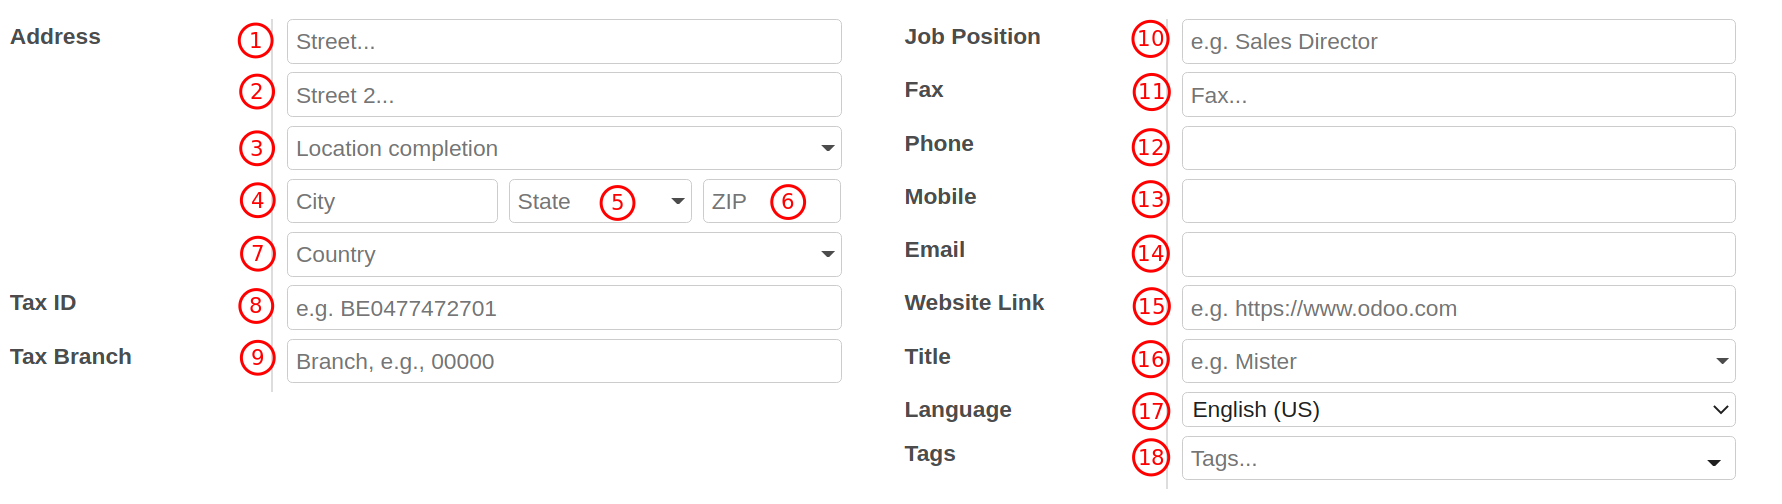 Address 1 Street...
2 Street 2...
3 Location completion
4 City State 5 ZIP 6
7 Country
Tax ID 8 e.g. BE0477472701
Tax Branch 9 Branch, e.g., 00000
Job Position 10 e.g. Sales Director
Fax 11 Fax...
Phone 12
Mobile 13
Email 14
Website Link 15 e.g. https://www.odoo.com
Title 16 e.g. Mister
Language 17 English (US)
Tags 18 Tags...